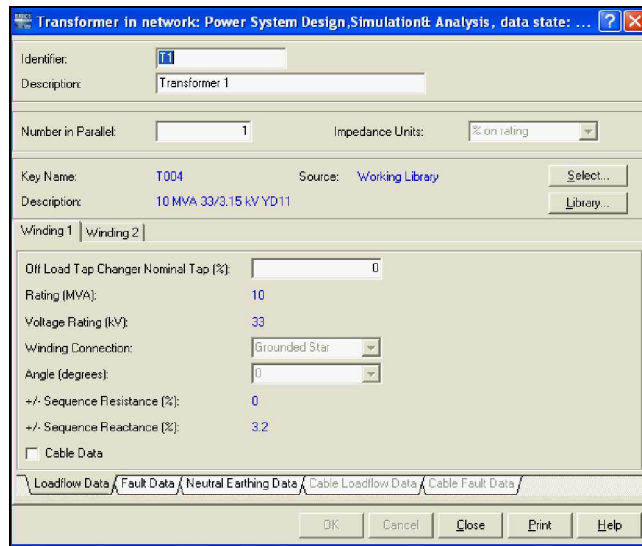 Transformer in network: Power System Design,Simulation& Analysis, data state: ...
Identifier: T1
Description: Transformer 1
Number in Parallel: 1 Impedance Units: % on rating
Key Name: T004 Source: Working Library Select...
Description: 10 MVA 33/3.15 kV YD11 Library...
Winding 1 Winding 2
Off Load Tap Changer Nominal Tap (%): 0
Rating (MVA): 10
Voltage Rating (kV): 33
Winding Connection: Grounded Star
Angle (degrees): 0
+/- Sequence Resistance (%): 0
+/- Sequence Reactance (%): 3.2
Cable Data
Loadflow Data Fault Data Neutral Earthing Data Cable Loadflow Data Cable Fault Data
OK Cancel Close Print Help